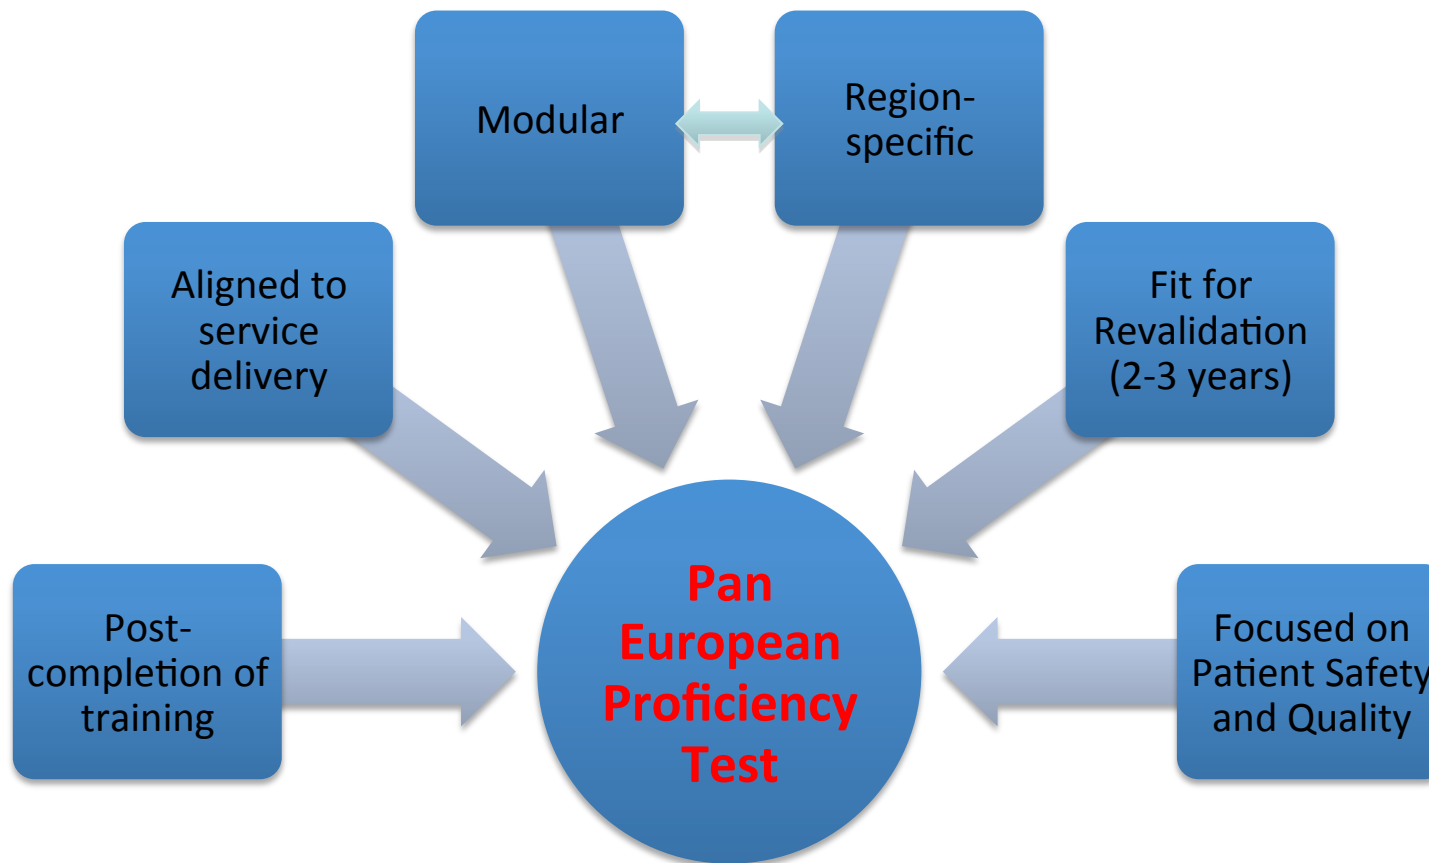 Modular
Region-
specific
Aligned to
service
delivery
Fit for
Revalidation
(2-3 years)
Post-
completion of
training
Pan
European
Proficiency
Test
Focused on
Patient Safety
and Quality